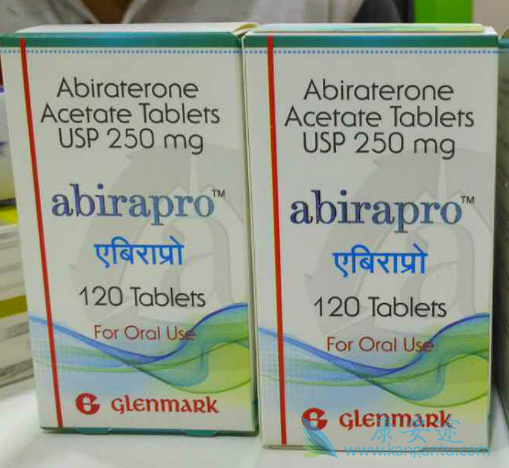 Abiraterone
Acetate Tablets
USP 250 mg
abirapro™
एबिराप्रो
120 Tablets
For Oral Use
GLENMARK
Abiraterone
Acetate Tablets
USP 250 mg
abirapro™
एबिराप्रो
120 Tablets
For Oral Use
GLENMARK
康安途
www.kangantu.com